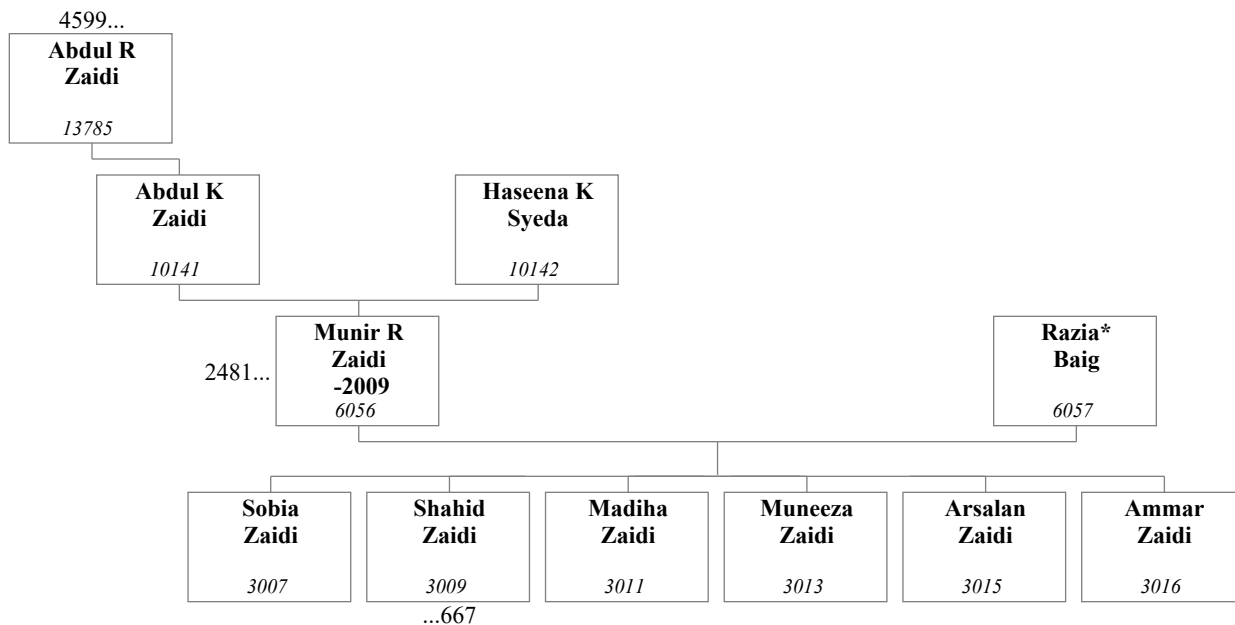 4599...
Abdul R
Zaidi
13785
Abdul K
Zaidi
10141
Haseena K
Syeda
10142
2481...
Munir R
Zaidi
-2009
6056
Razia*
Baig
6057
Sobia
Zaidi
3007
Shahid
Zaidi
3009
...667
Madiha
Zaidi
3011
Muneeza
Zaidi
3013
Arsalan
Zaidi
3015
Ammar
Zaidi
3016